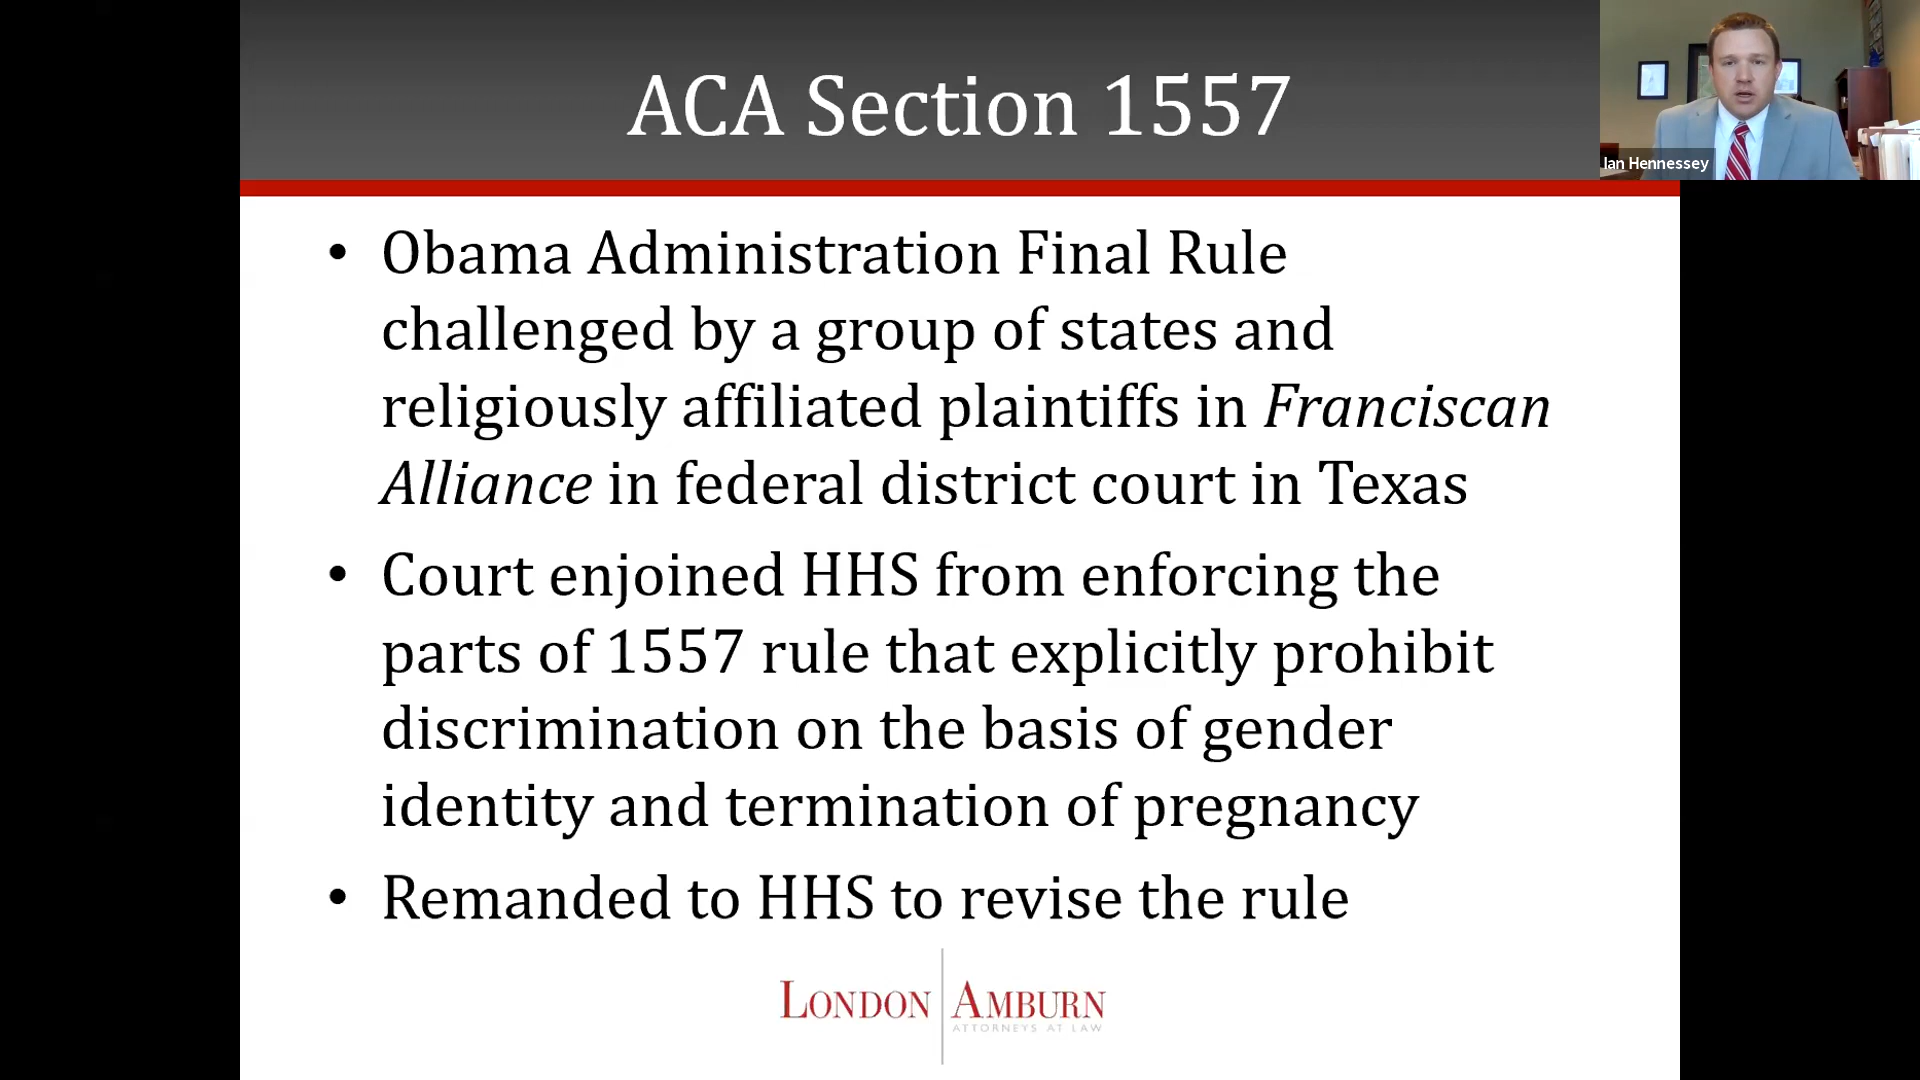 ACA Section 1557
Ian Hennessey
• Obama Administration Final Rule
challenged by a group of states and
religiously affiliated plaintiffs in Franciscan
Alliance in federal district court in Texas
• Court enjoined HHS from enforcing the
parts of 1557 rule that explicitly prohibit
discrimination on the basis of gender
identity and termination of pregnancy
• Remanded to HHS to revise the rule
LONDON AMBURN
ATTORNEYS AT LAW